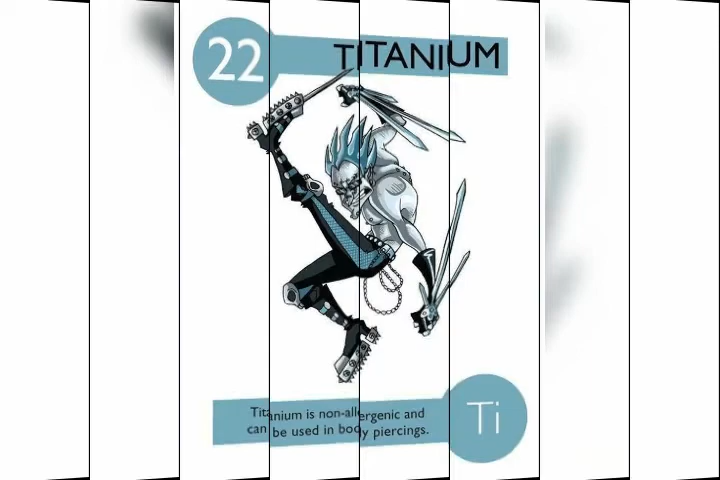 22
TITANIUM
Titanium is non-allergenic and
can be used in body piercings.
Ti